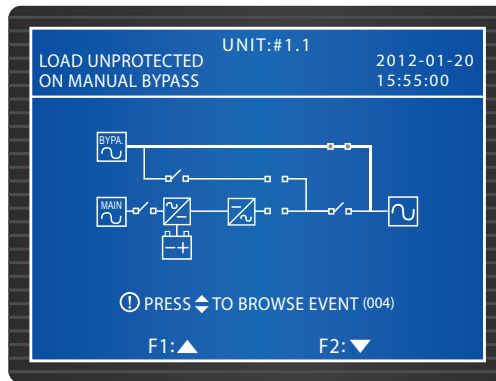 UNIT:#1.1
LOAD UNPROTECTED
ON MANUAL BYPASS
2012-01-20
15:55:00
BYPA.
MAIN
PRESS TO BROWSE EVENT (004)
F1: F2: